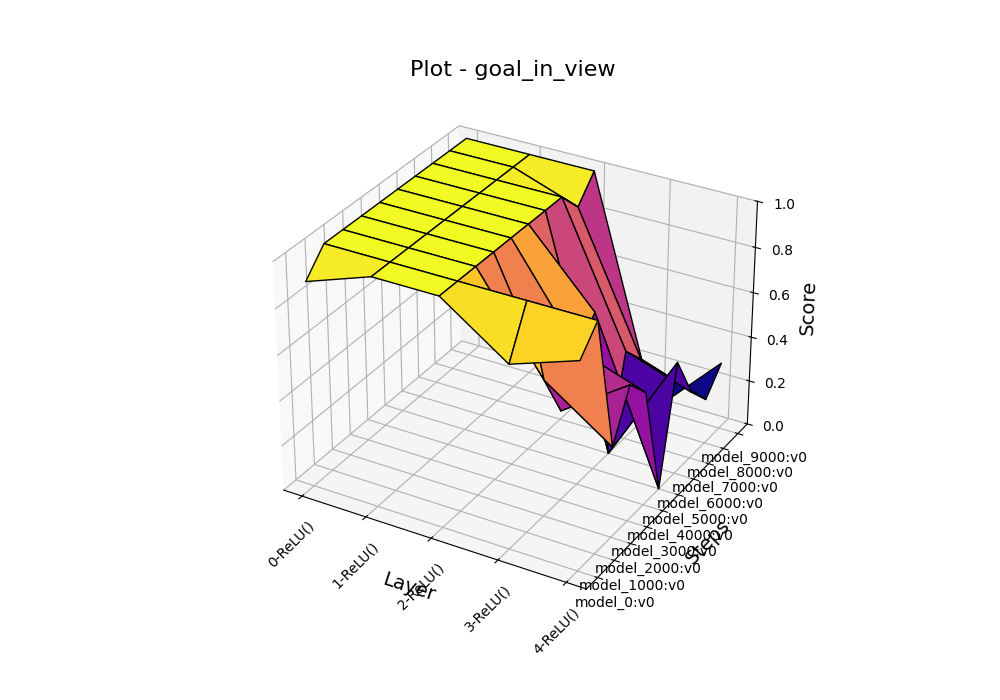 Plot - goal_in_view
1.0
0.8
0.6
0.4
0.2
0.0
Score
model_9000:v0
model_8000:v0
model_7000:v0
model_6000:v0
model_5000:v0
model_4000:v0
model_3000:v0
model_2000:v0
model_1000:v0
model_0:v0
Steps
0-ReLU()
1-ReLU()
2-ReLU()
3-ReLU()
4-ReLU()
Layer